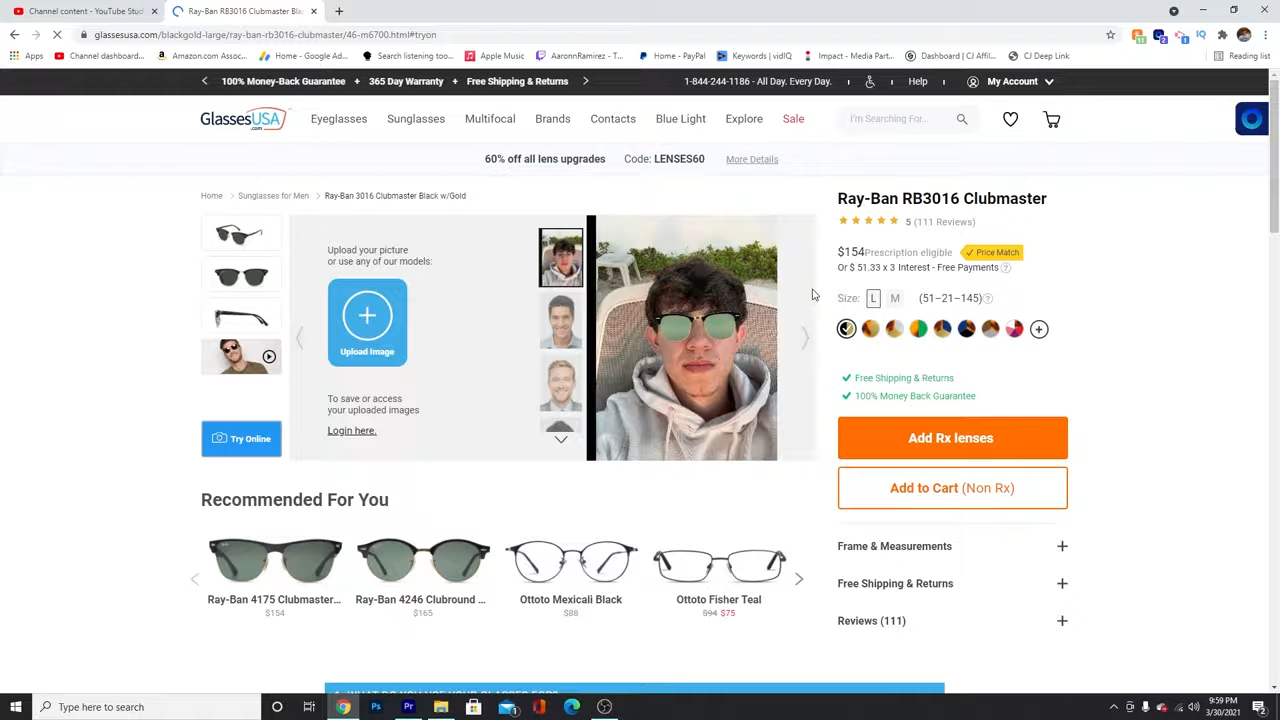 Channel content - YouTube Stud
Ray-Ban RB3016 Clubmaster Bla
glassesusa.com/blackgold-large/ray-ban-rb3016-clubmaster/46-m6700.html#tryon
Apps
Channel dashboard...
Amazon.com Assoc...
Home - Google Ad...
Search listening too...
Apple Music
AaronnRamirez - T...
Home - PayPal
Keywords | vidIQ
Impact - Media Part...
Dashboard | CJ Affil...
CJ Deep Link
Reading list
100% Money-Back Guarantee + 365 Day Warranty + Free Shipping & Returns
1-844-244-1186 - All Day. Every Day.
Help
My Account
GlassesUSA.com
Eyeglasses
Sunglasses
Multifocal
Brands
Contacts
Blue Light
Explore
Sale
I'm Searching For...
60% off all lens upgrades Code: LENSES60 More Details
Home > Sunglasses for Men > Ray-Ban 3016 Clubmaster Black w/Gold
Upload your picture
or use any of our models:
Upload Image
To save or access
your uploaded images
Login here.
Try Online
Ray-Ban RB3016 Clubmaster
5 (111 Reviews)
$154 Prescription eligible Price Match
Or $ 51.33 x 3 Interest - Free Payments ?
Size: L M (51–21–145) ?
Free Shipping & Returns
100% Money Back Guarantee
Add Rx lenses
Add to Cart (Non Rx)
Frame & Measurements +
Free Shipping & Returns +
Reviews (111) +
Recommended For You
Ray-Ban 4175 Clubmaster...
$154
Ray-Ban 4246 Clubround ...
$165
Ottoto Mexicali Black
$88
Ottoto Fisher Teal
$94 $75
Type here to search
Ps
Pr
9:59 PM
3/30/2021